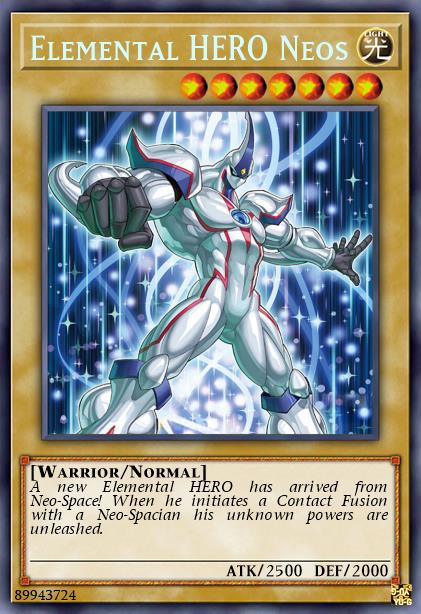 ELEMENTAL HERO NEOS
LIGHT
光
[WARRIOR/NORMAL]
A new Elemental HERO has arrived from
Neo-Space! When he initiates a Contact Fusion
with a Neo-Spacian his unknown powers are
unleashed.
ATK/2500 DEF/2000
89943724